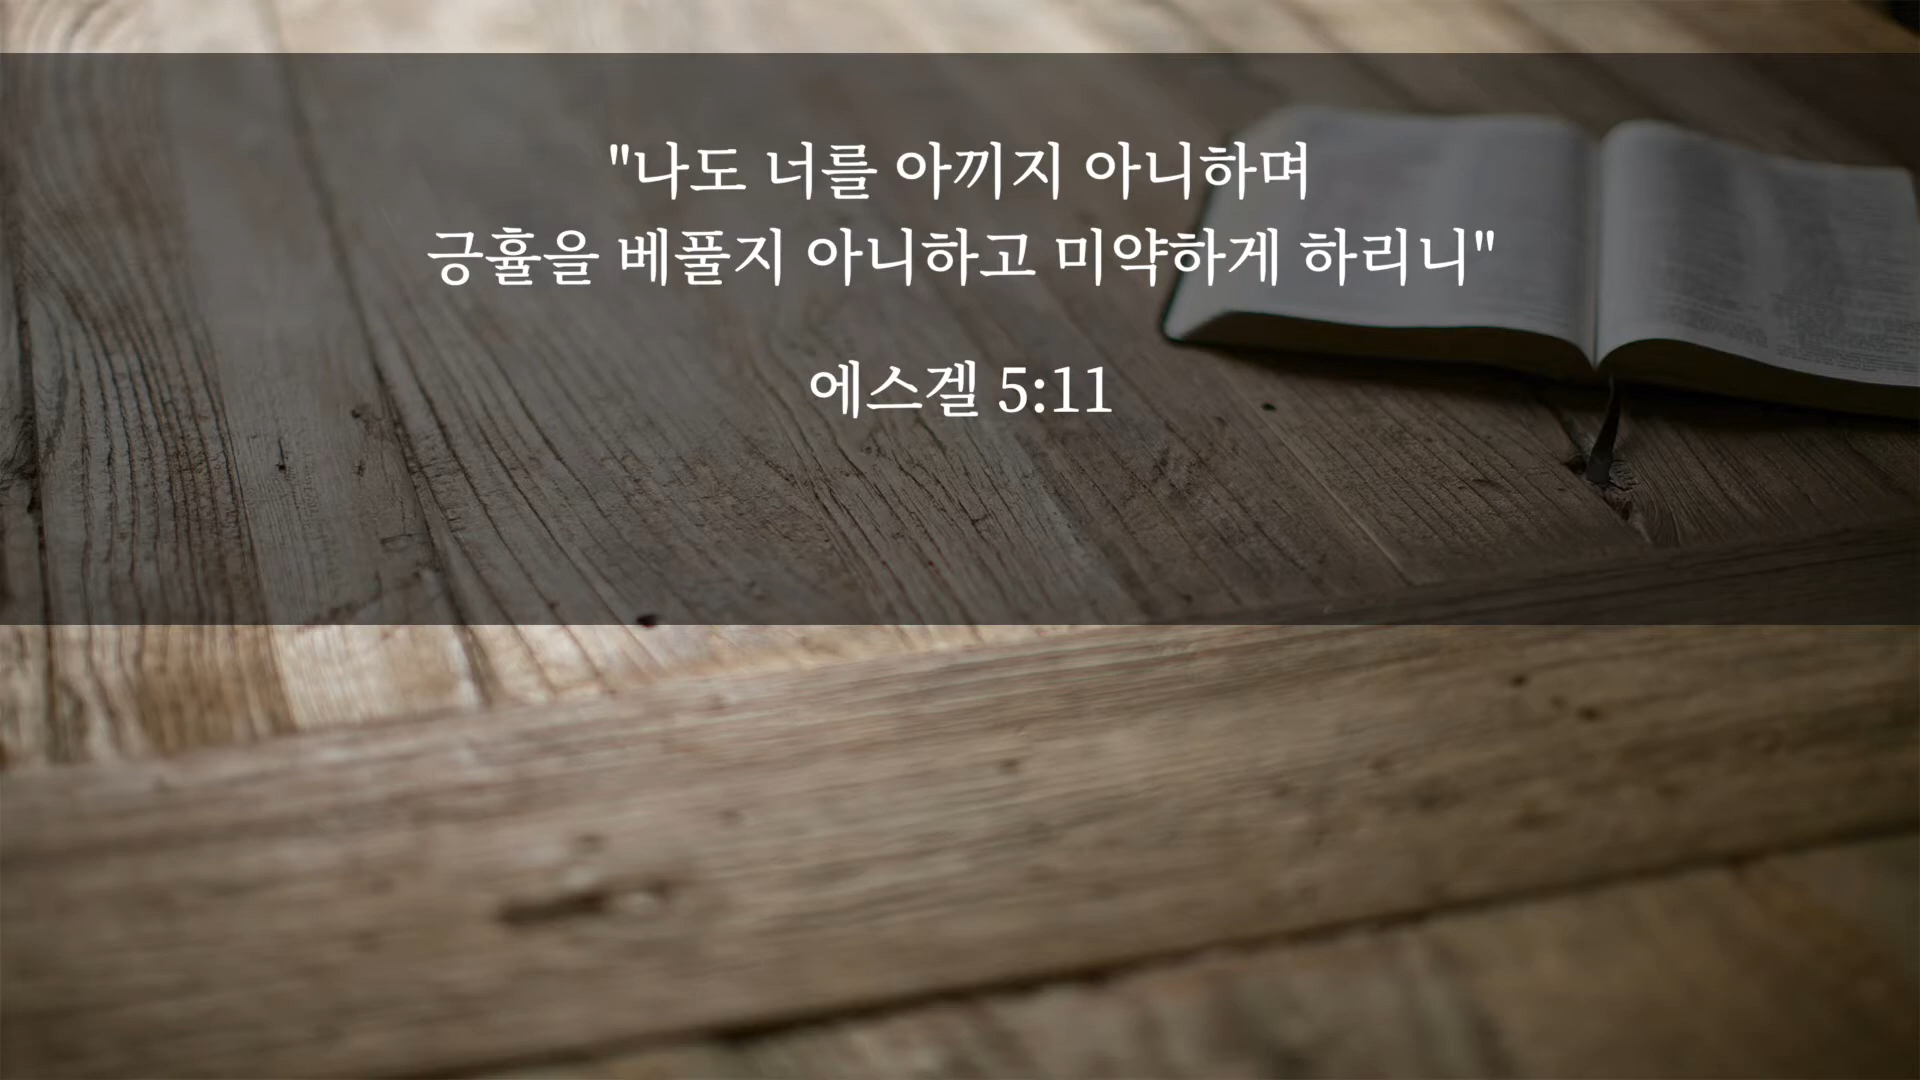 "나도 너를 아끼지 아니하며
긍휼을 베풀지 아니하고 미약하게 하리니"
에스겔 5:11